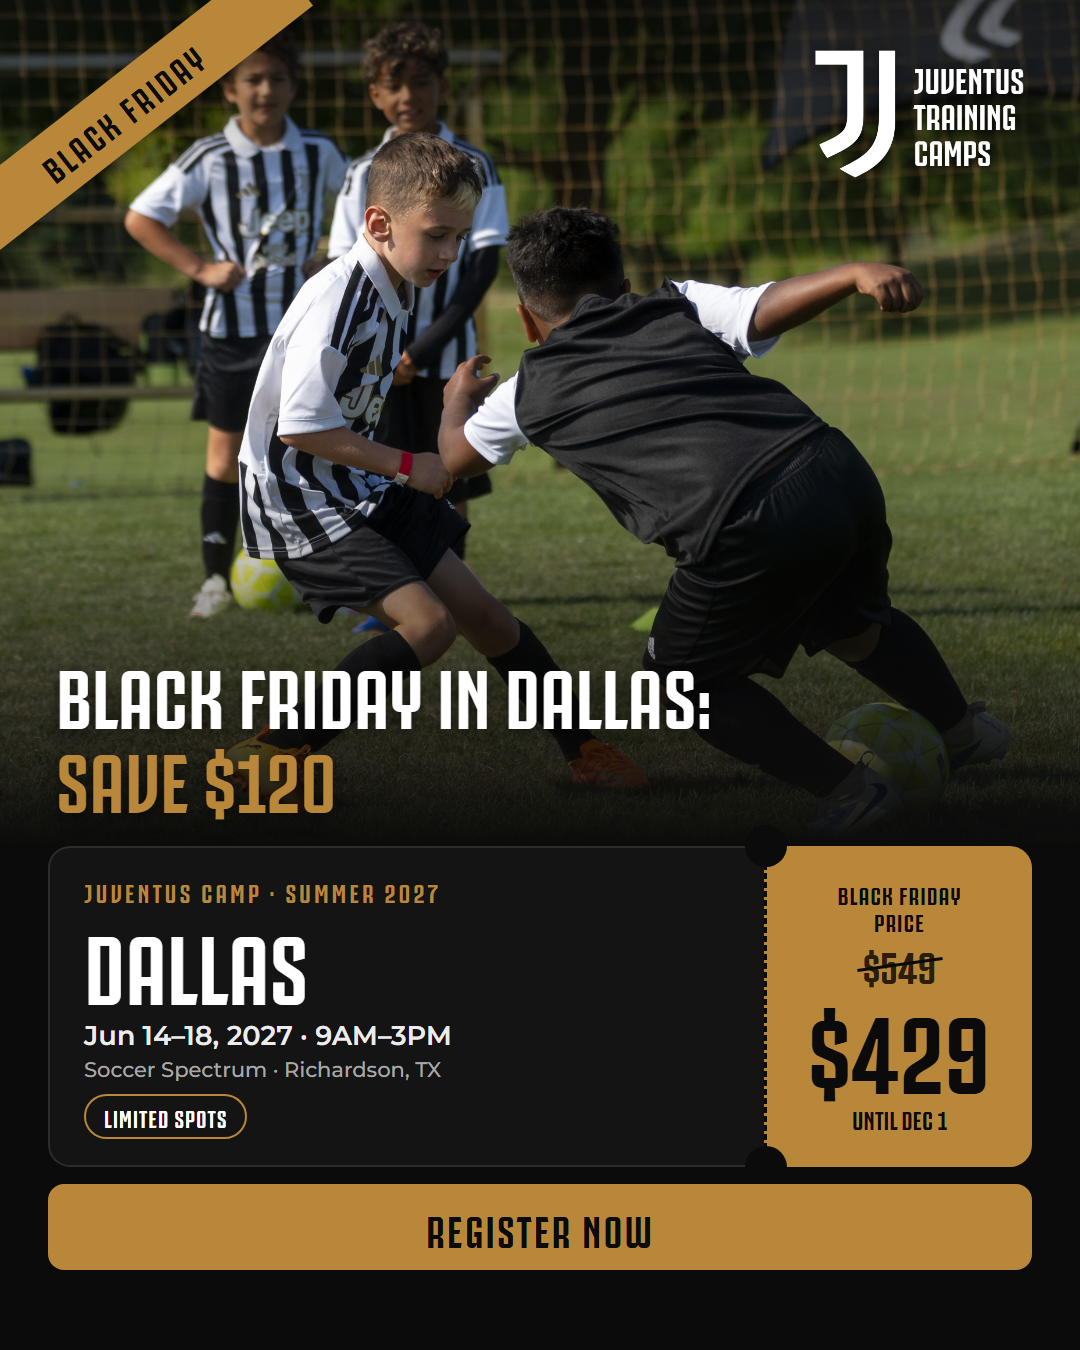 BLACK FRIDAY
JUVENTUS
TRAINING
CAMPS
Jeep
Je
BLACK FRIDAY IN DALLAS:
SAVE $120
JUVENTUS CAMP · SUMMER 2027
DALLAS
Jun 14–18, 2027 · 9AM–3PM
Soccer Spectrum · Richardson, TX
LIMITED SPOTS
BLACK FRIDAY
PRICE
$549
$429
UNTIL DEC 1
REGISTER NOW